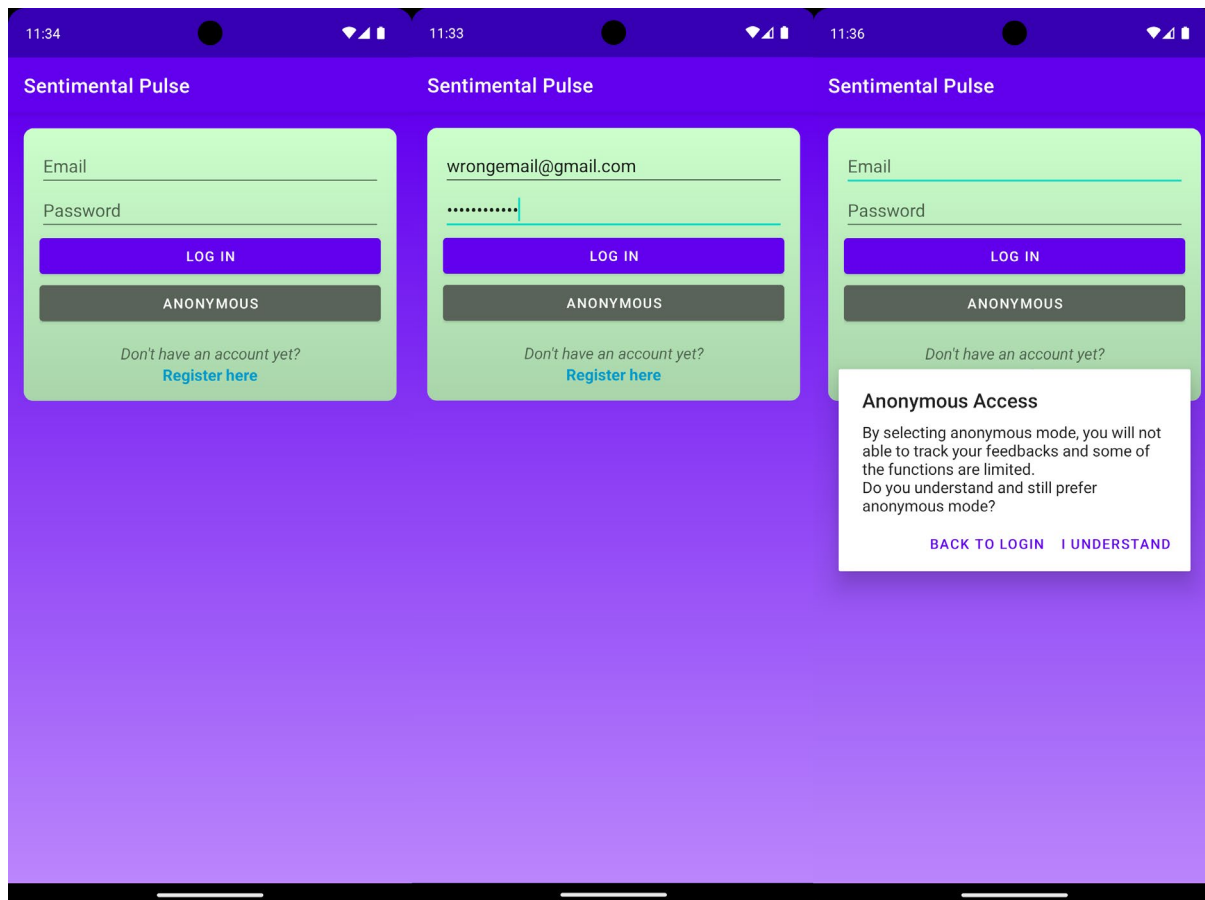 11:34
Sentimental Pulse
Email
Password
LOG IN
ANONYMOUS
Don't have an account yet?
Register here
11:33
Sentimental Pulse
wrongemail@gmail.com
••••••••••••
LOG IN
ANONYMOUS
Don't have an account yet?
Register here
11:36
Sentimental Pulse
Email
Password
LOG IN
ANONYMOUS
Don't have an account yet?
Anonymous Access
By selecting anonymous mode, you will not
able to track your feedbacks and some of
the functions are limited.
Do you understand and still prefer
anonymous mode?
BACK TO LOGIN I UNDERSTAND